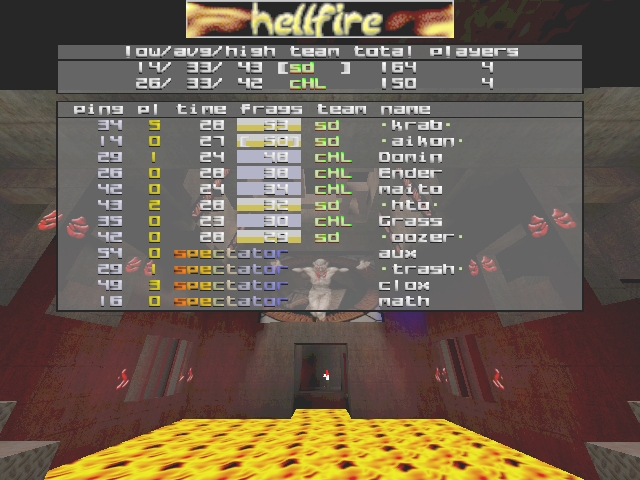 hellfire
low/avg/high team total players
14/ 33/ 43 [sd ] 164 4
26/ 33/ 42 cHL 150 4
ping pl time frags team name
34 5 28 53 sd ·krab·
14 0 27 [ 50] sd ·aikon·
29 1 24 48 cHL Domin
26 0 28 38 cHL Ender
42 0 24 34 cHL maito
43 2 28 32 sd ·hto·
35 0 23 30 cHL Grass
42 0 28 29 sd ·oozer·
54 0 spectator aux
29 1 spectator ·trash·
49 3 spectator clox
16 0 spectator math